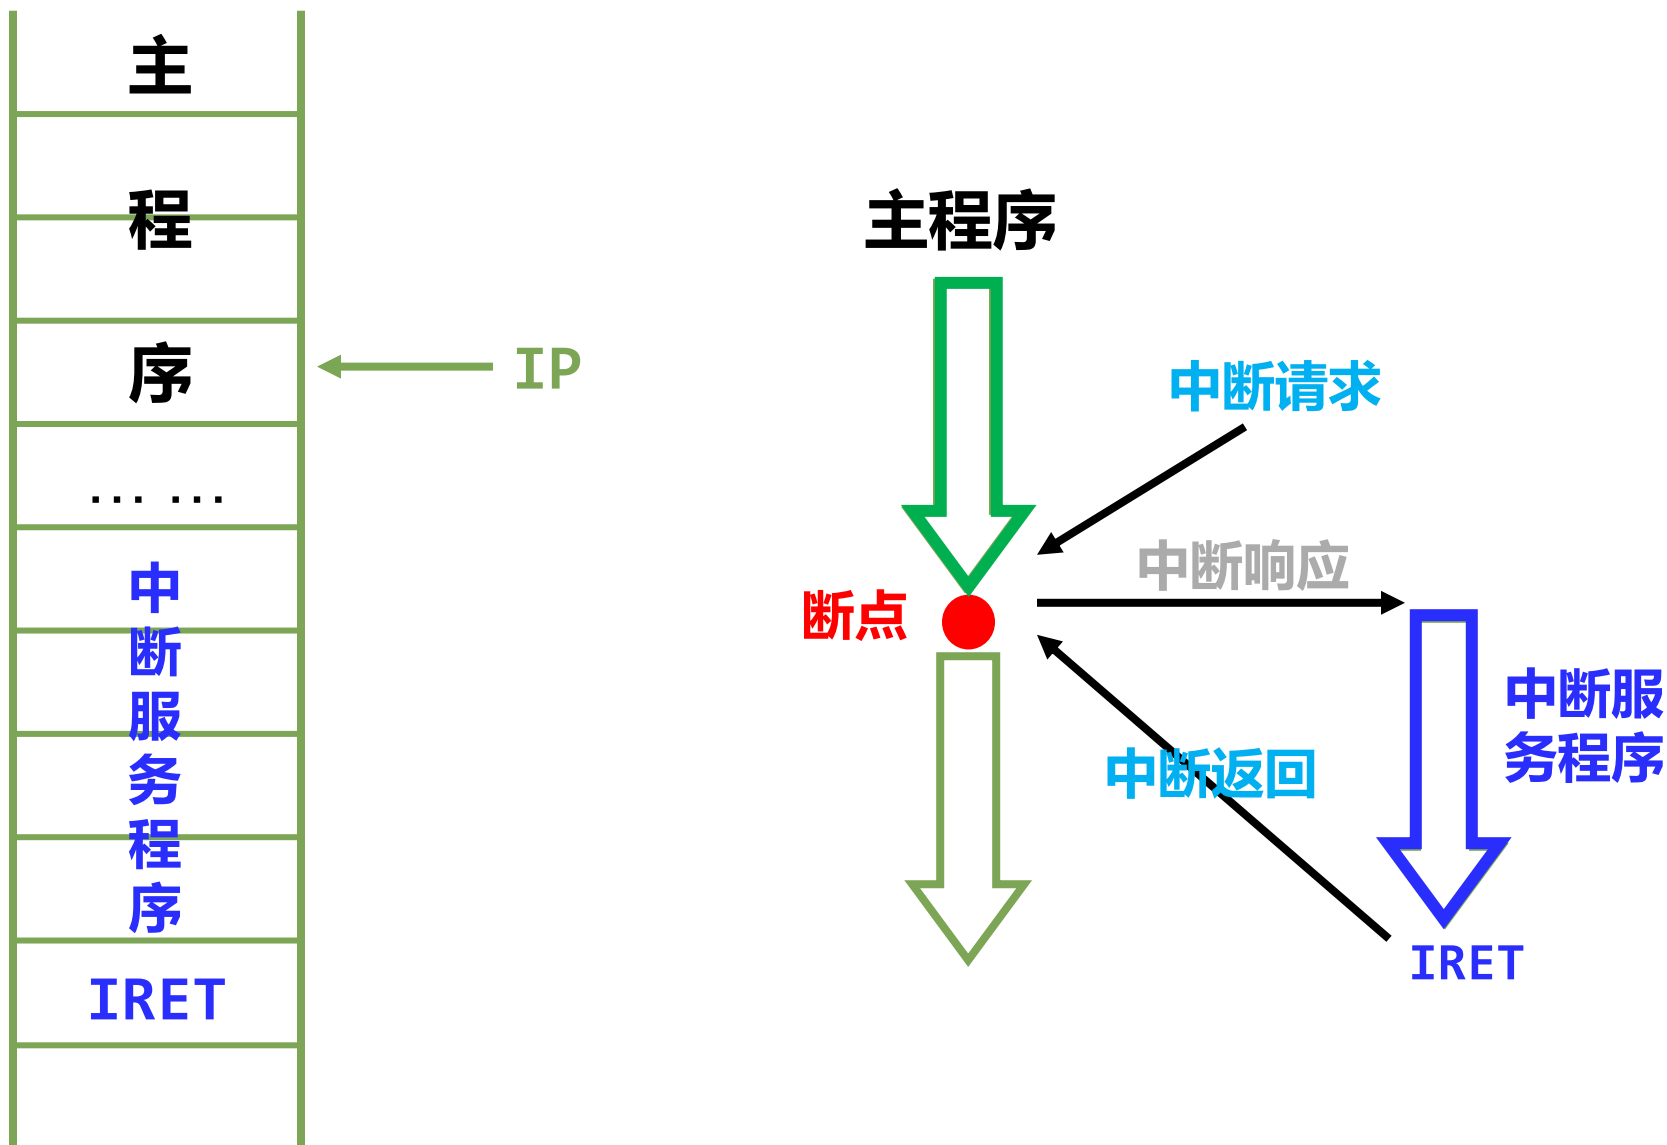 主
程
序
... ...
中
断
服
务
程
序
IRET
IP
主程序
中断请求
中断响应
断点
中断服
务程序
中断返回
IRET